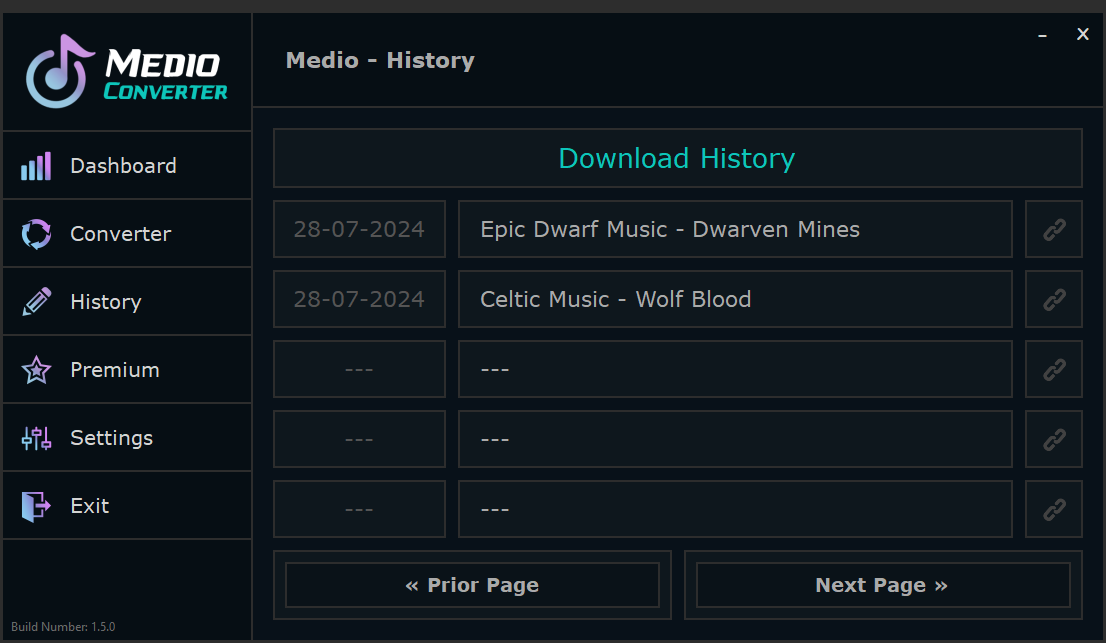 MEDIO
CONVERTER
Medio - History
– X
Dashboard
Converter
History
Premium
Settings
Exit
Build Number: 1.5.0
Download History
28-07-2024 Epic Dwarf Music - Dwarven Mines
28-07-2024 Celtic Music - Wolf Blood
--- ---
--- ---
--- ---
« Prior Page Next Page »